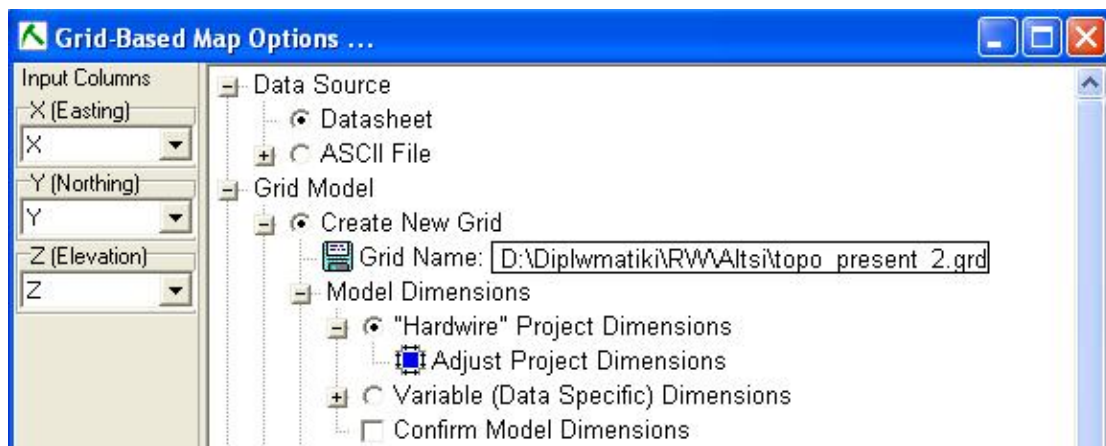 Grid-Based Map Options ...
Input Columns
X (Easting)
X
Y (Northing)
Y
Z (Elevation)
Z
Data Source
Datasheet
ASCII File
Grid Model
Create New Grid
Grid Name: D:\Diplwmatiki\RW\Altsi\topo_present_2.grd
Model Dimensions
"Hardwire" Project Dimensions
Adjust Project Dimensions
Variable (Data Specific) Dimensions
Confirm Model Dimensions